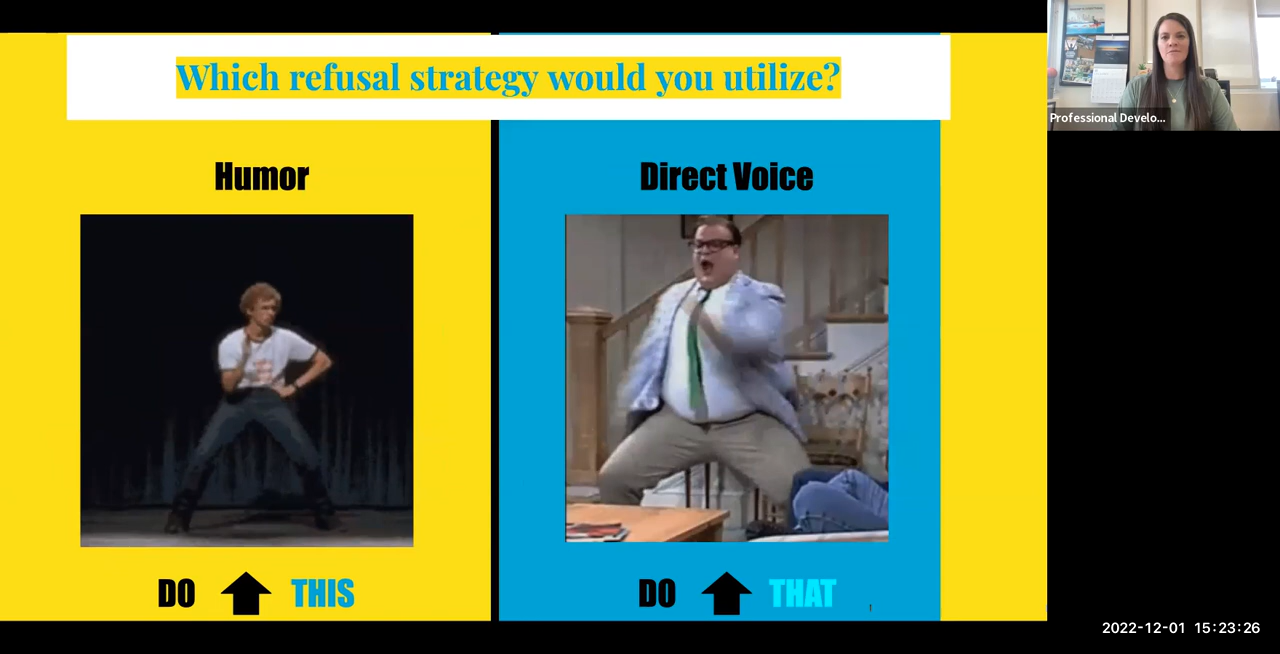 Which refusal strategy would you utilize?
Humor
Direct Voice
DO THIS
DO THAT
Professional Develo...
2022-12-01 15:23:26